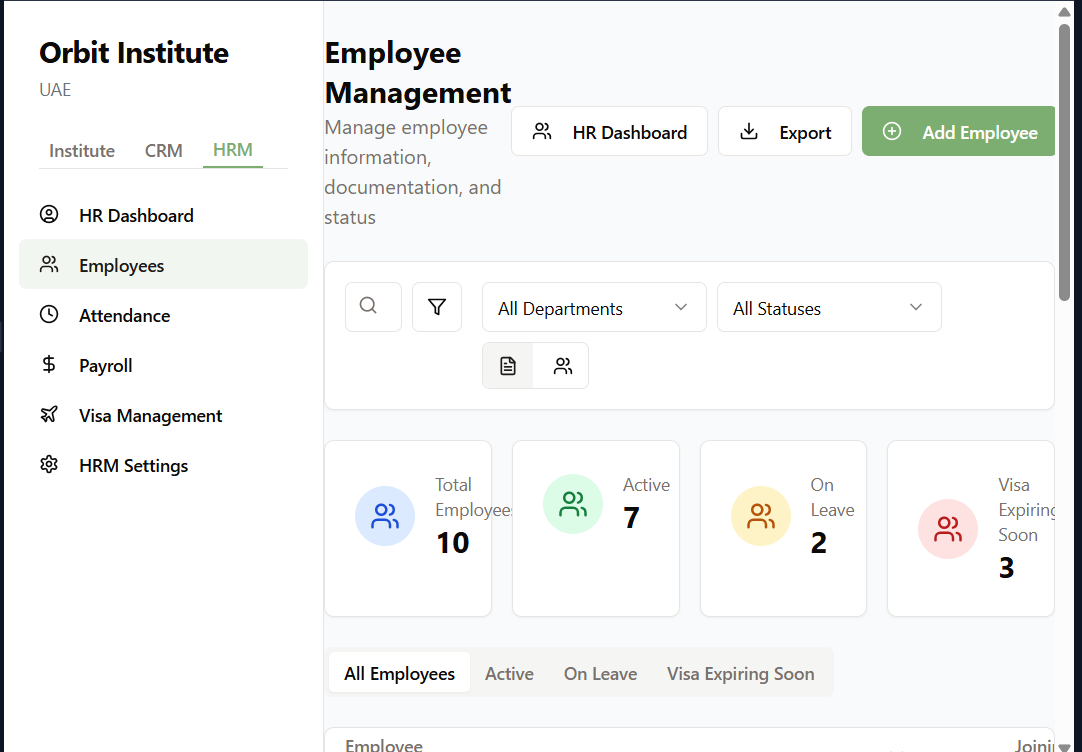 Orbit Institute
UAE
Institute
CRM
HRM
HR Dashboard
Employees
Attendance
Payroll
Visa Management
HRM Settings
Employee
Management
Manage employee
information,
documentation, and
status
HR Dashboard
Export
Add Employee
All Departments
All Statuses
Total
Employees
10
Active
7
On
Leave
2
Visa
Expiring
Soon
3
All Employees
Active
On Leave
Visa Expiring Soon
Employee
Joini